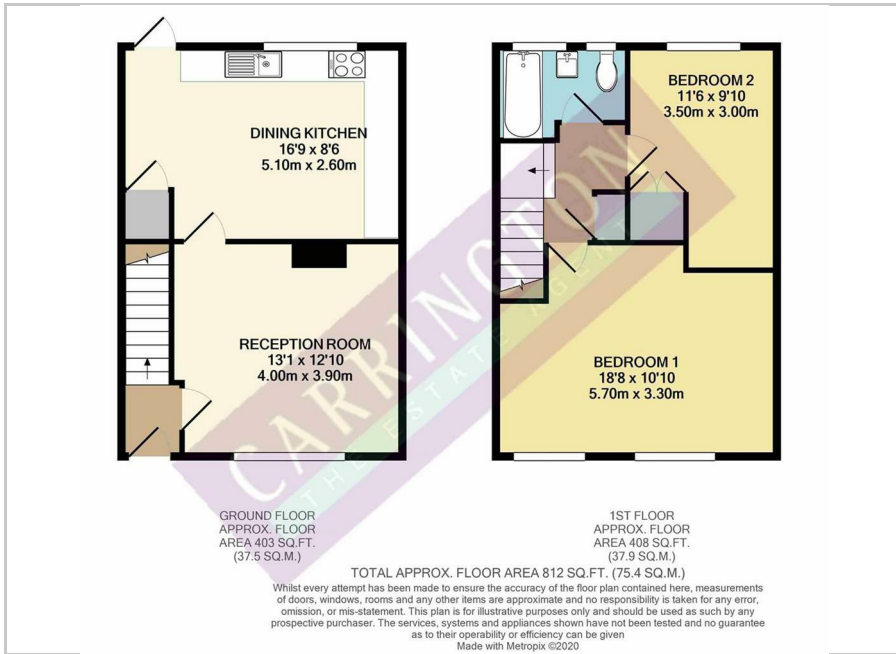 DINING KITCHEN
16'9 x 8'6
5.10m x 2.60m
RECEPTION ROOM
13'1 x 12'10
4.00m x 3.90m
BEDROOM 2
11'6 x 9'10
3.50m x 3.00m
BEDROOM 1
18'8 x 10'10
5.70m x 3.30m
CARRINGTON
THE ESTATE AGENT
GROUND FLOOR
APPROX. FLOOR
AREA 403 SQ.FT.
(37.5 SQ.M.)
1ST FLOOR
APPROX. FLOOR
AREA 408 SQ.FT.
(37.9 SQ.M.)
TOTAL APPROX. FLOOR AREA 812 SQ.FT. (75.4 SQ.M.)
Whilst every attempt has been made to ensure the accuracy of the floor plan contained here, measurements
of doors, windows, rooms and any other items are approximate and no responsibility is taken for any error,
omission, or mis-statement. This plan is for illustrative purposes only and should be used as such by any
prospective purchaser. The services, systems and appliances shown have not been tested and no guarantee
as to their operability or efficiency can be given
Made with Metropix ©2020